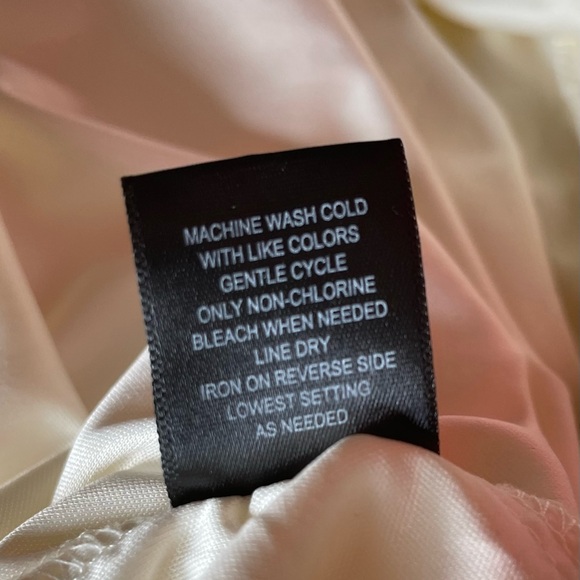 MACHINE WASH COLD
WITH LIKE COLORS
GENTLE CYCLE
ONLY NON-CHLORINE
BLEACH WHEN NEEDED
LINE DRY
IRON ON REVERSE SIDE
LOWEST SETTING
AS NEEDED